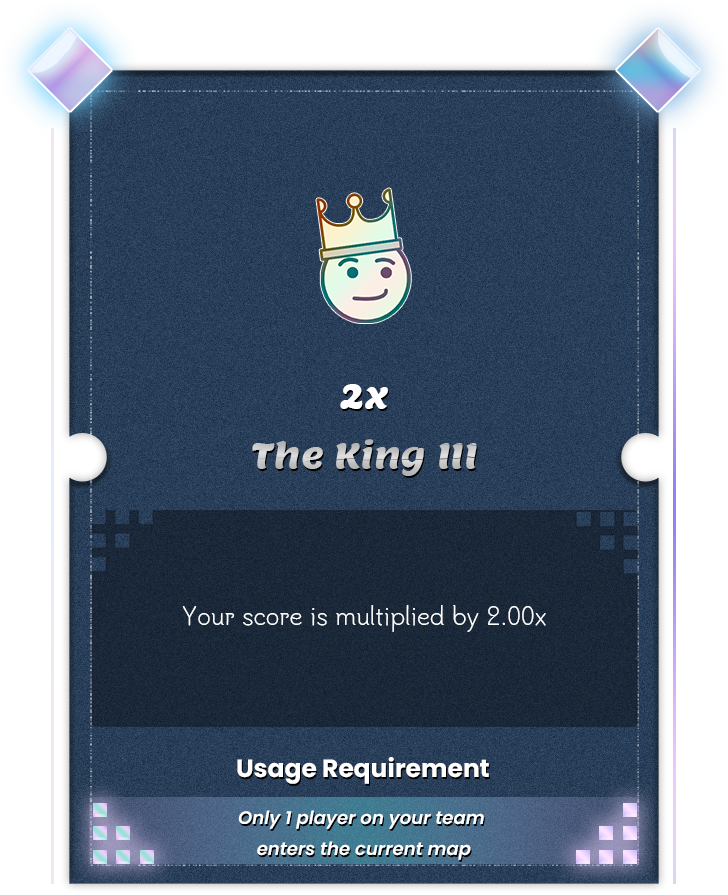 2x
The King III
Your score is multiplied by 2.00x
Usage Requirement
Only 1 player on your team
enters the current map